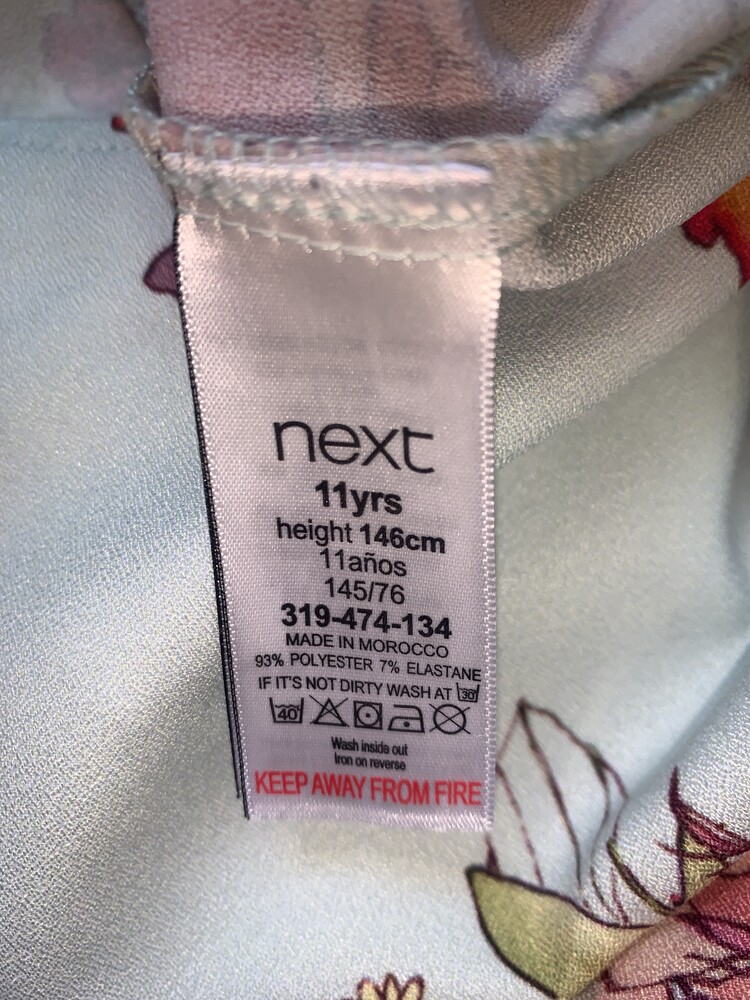 next
11yrs
height 146cm
11años
145/76
319-474-134
MADE IN MOROCCO
93% POLYESTER 7% ELASTANE
IF IT'S NOT DIRTY WASH AT 30°
40°
Wash inside out
Iron on reverse
KEEP AWAY FROM FIRE